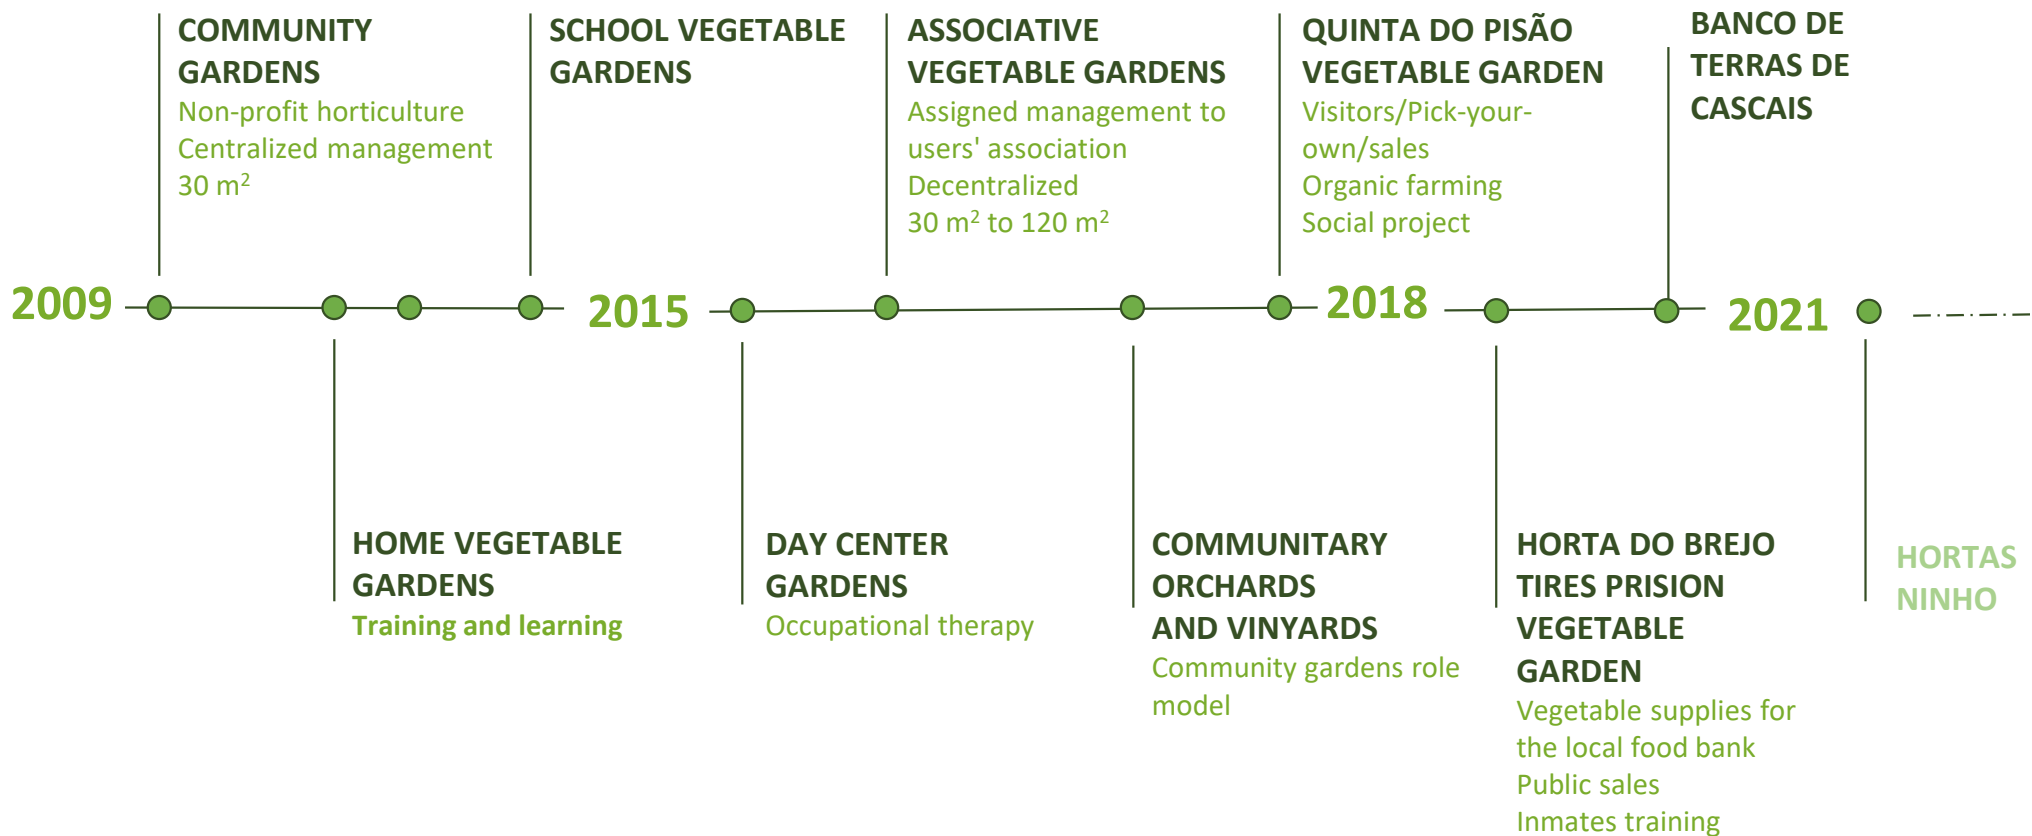 COMMUNITY
GARDENS
Non-profit horticulture
Centralized management
30 m²
SCHOOL VEGETABLE
GARDENS
ASSOCIATIVE
VEGETABLE GARDENS
Assigned management to
users' association
Decentralized
30 m² to 120 m²
QUINTA DO PISÃO
VEGETABLE GARDEN
Visitors/Pick-your-
own/sales
Organic farming
Social project
BANCO DE
TERRAS DE
CASCAIS
2009
2015
2018
2021
HOME VEGETABLE
GARDENS
Training and learning
DAY CENTER
GARDENS
Occupational therapy
COMMUNITARY
ORCHARDS
AND VINYARDS
Community gardens role
model
HORTA DO BREJO
TIRES PRISION
VEGETABLE
GARDEN
Vegetable supplies for
the local food bank
Public sales
Inmates training
HORTAS
NINHO